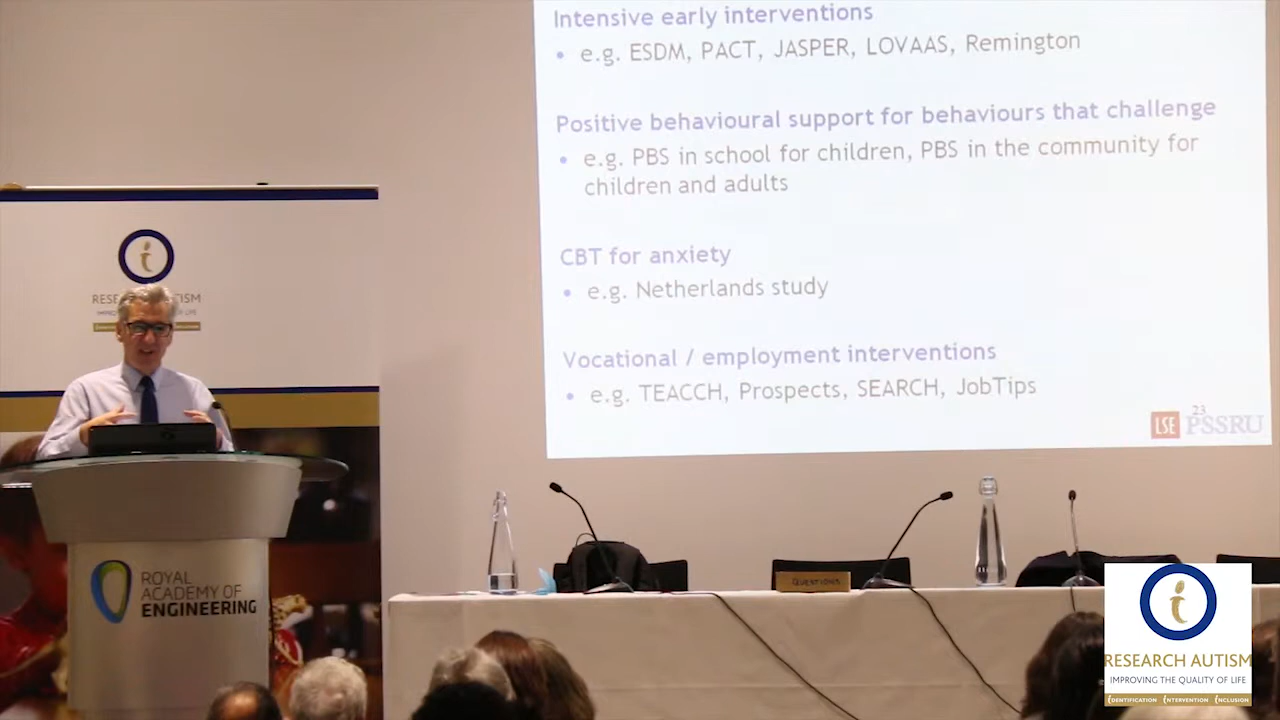 Intensive early interventions
• e.g. ESDM, PACT, JASPER, LOVAAS, Remington
Positive behavioural support for behaviours that challenge
• e.g. PBS in school for children, PBS in the community for
children and adults
CBT for anxiety
• e.g. Netherlands study
Vocational / employment interventions
• e.g. TEACCH, Prospects, SEARCH, JobTips
23
LSE PSSRU
ROYAL
ACADEMY OF
ENGINEERING
QUESTIONS
RESEARCH AUTISM
IMPROVING THE QUALITY OF LIFE
IDENTIFICATION INTERVENTION INCLUSION